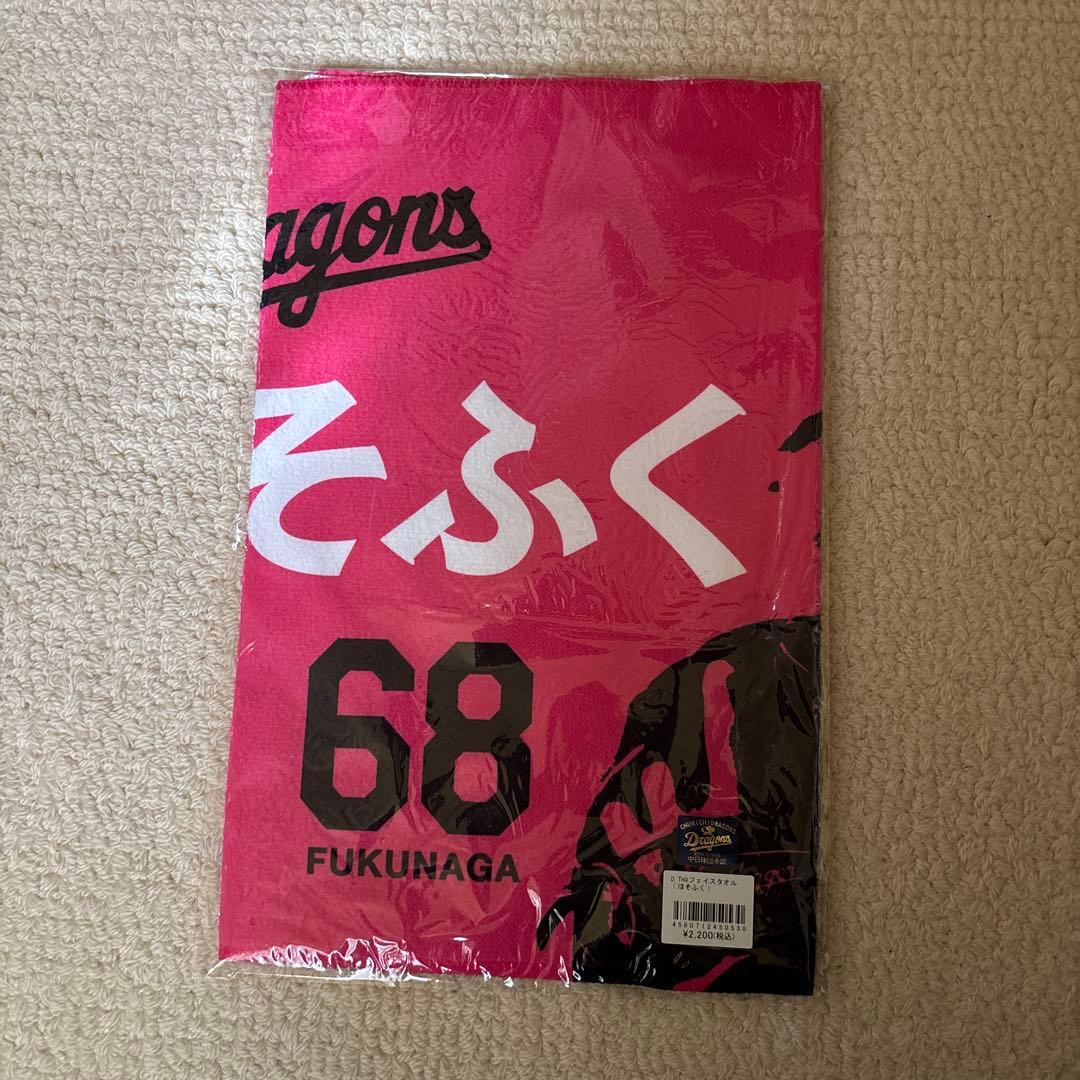 agons
そふく
68
FUKUNAGA
CHUNICHI DRAGONS
Dragons
中日球団承認
D THXフェイスタオル
(ほそふく)
4580712450530
¥2,200(税込)